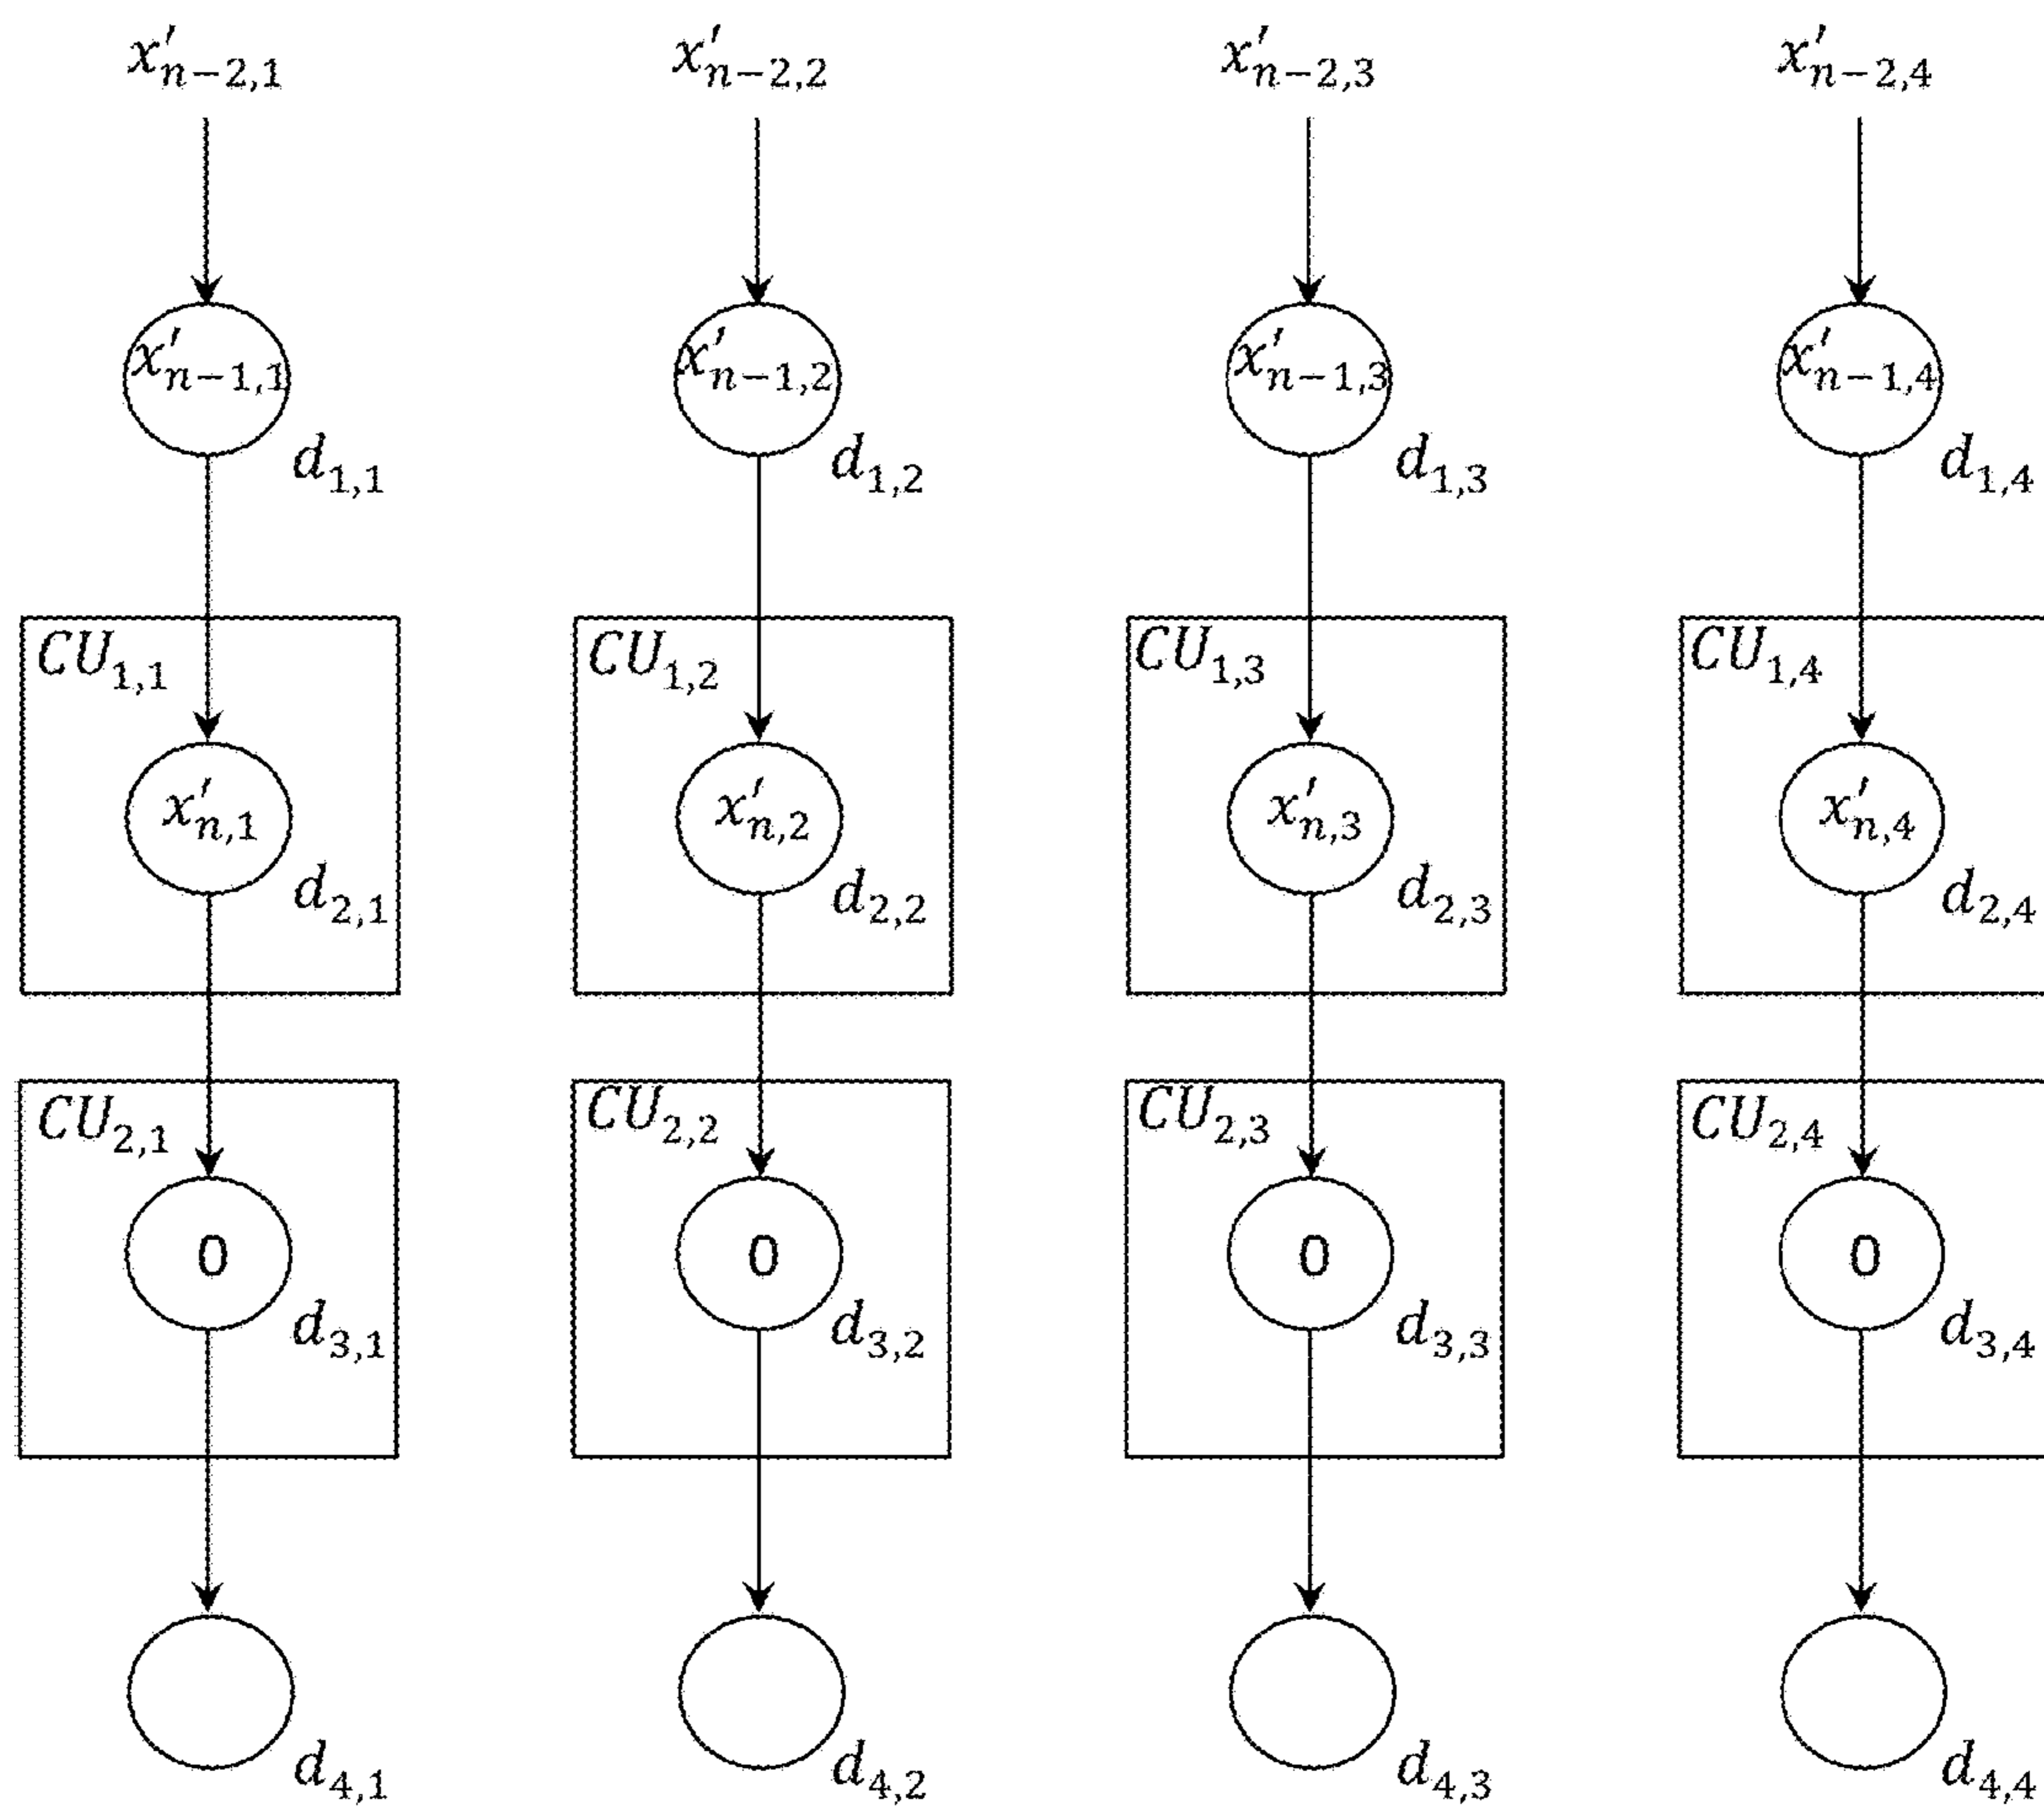 x′n−2,1 x′n−2,2 x′n−2,3 x′n−2,4
x′n−1,1 x′n−1,2 x′n−1,3 x′n−1,4
d1,1 d1,2 d1,3 d1,4
CU1,1 CU1,2 CU1,3 CU1,4
x′n,1 x′n,2 x′n,3 x′n,4
d2,1 d2,2 d2,3 d2,4
CU2,1 CU2,2 CU2,3 CU2,4
0 0 0 0
d3,1 d3,2 d3,3 d3,4
d4,1 d4,2 d4,3 d4,4